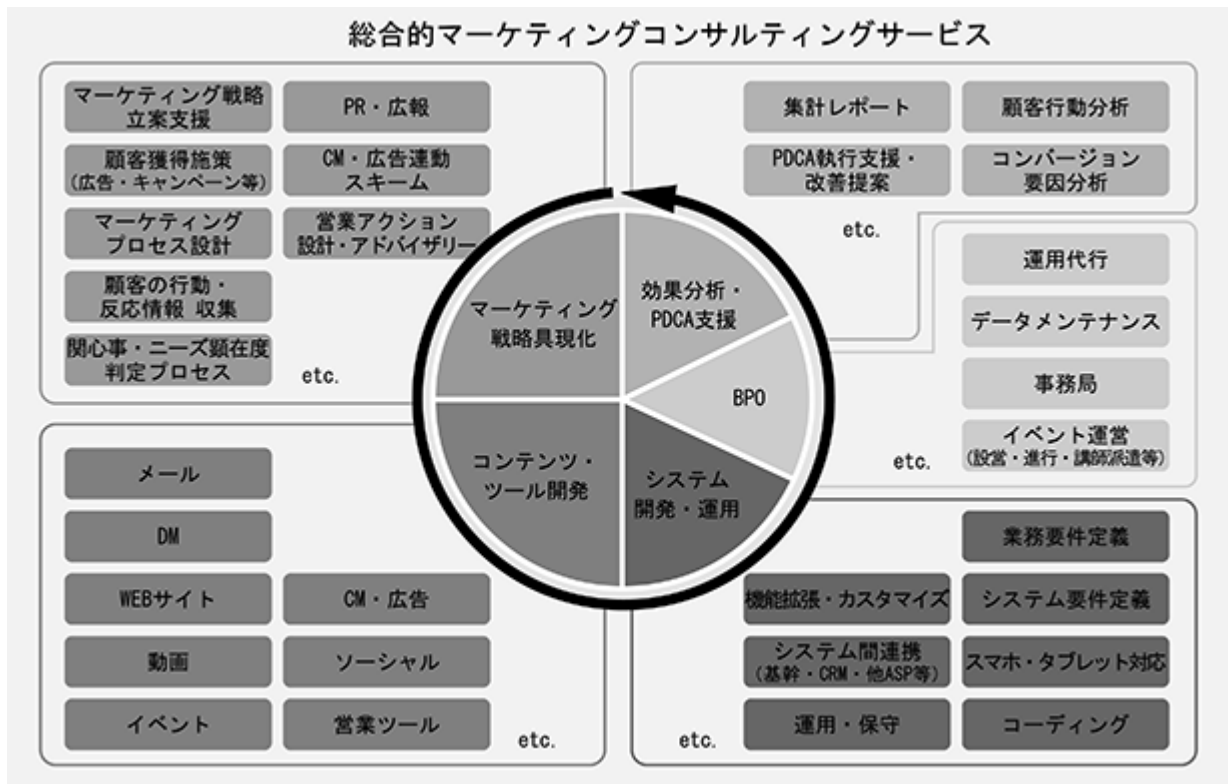 総合的マーケティングコンサルティングサービス
マーケティング戦略
立案支援
PR・広報
顧客獲得施策
(広告・キャンペーン等)
CM・広告連動
スキーム
マーケティング
プロセス設計
営業アクション
設計・アドバイザリー
顧客の行動・
反応情報 収集
関心事・ニーズ顕在度
判定プロセス
etc.
集計レポート
顧客行動分析
PDCA執行支援・
改善提案
コンバージョン
要因分析
etc.
運用代行
データメンテナンス
事務局
イベント運営
(設営・進行・講師派遣等)
etc.
マーケティング
戦略具現化
効果分析・
PDCA支援
BPO
コンテンツ・
ツール開発
システム
開発・運用
メール
DM
WEBサイト
CM・広告
動画
ソーシャル
イベント
営業ツール
etc.
業務要件定義
機能拡張・カスタマイズ
システム要件定義
システム間連携
(基幹・CRM・他ASP等)
スマホ・タブレット対応
運用・保守
コーディング
etc.